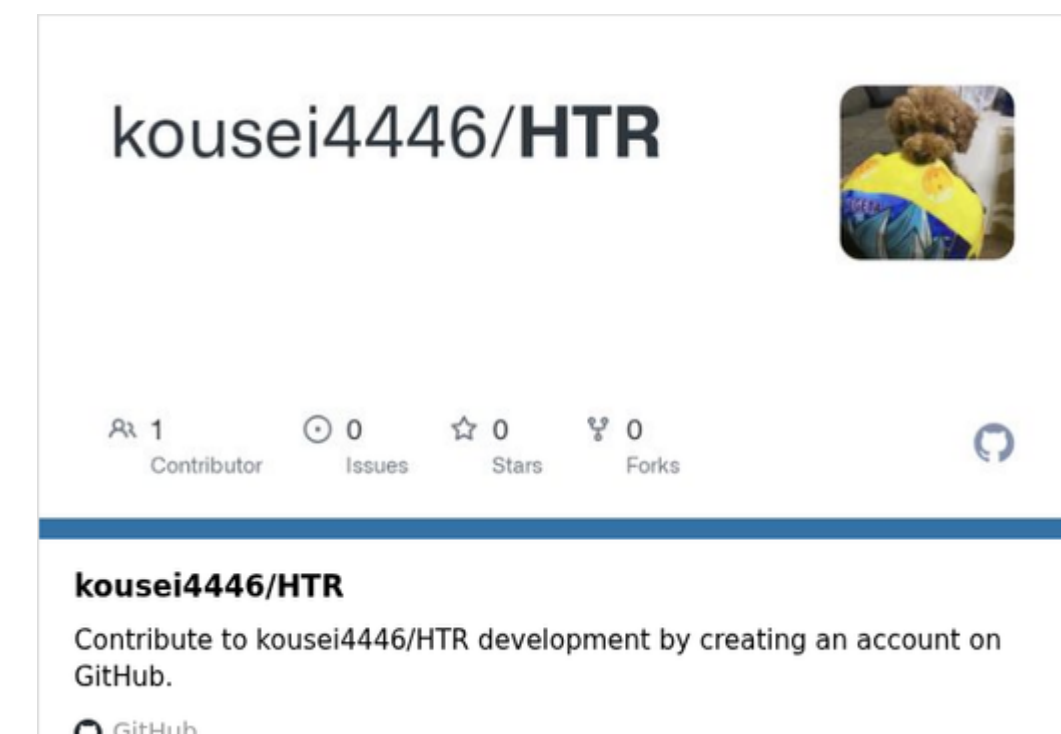 kousei4446/HTR
1
Contributor
0
Issues
0
Stars
0
Forks
kousei4446/HTR
Contribute to kousei4446/HTR development by creating an account on
GitHub.
GitHub